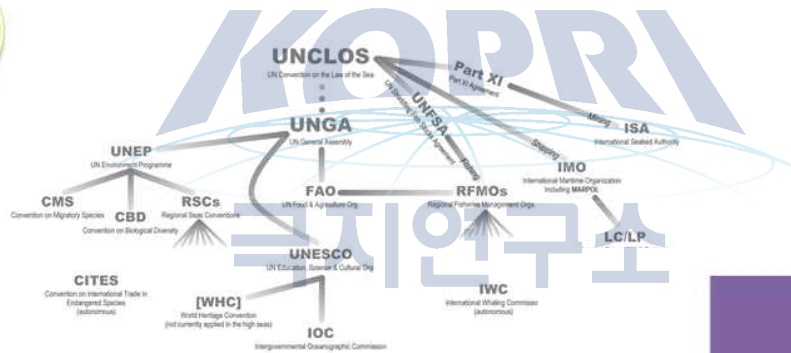 KOPRI
UNCLOS
UN Convention on the Law of the Sea
Part XI
Part XI Agreement
Mining
ISA
International Seabed Authority
UNFSA
UN Straddling Fish Stocks Agreement
Fishing
Shipping
UNGA
UN General Assembly
UNEP
UN Environment Programme
IMO
International Maritime Organization
Including MARPOL
CMS
Convention on Migratory Species
CBD
Convention on Biological Diversity
RSCs
Regional Seas Conventions
FAO
UN Food & Agriculture Org.
RFMOs
Regional Fisheries Management Orgs.
LC/LP
극지연구소
UNESCO
UN Education, Science & Cultural Org
CITES
Convention on International Trade in
Endangered Species
(autonomous)
[WHC]
World Heritage Convention
(not currently applied in the high seas)
IWC
International Whaling Commissio
(autonomous)
IOC
Intergovernmental Oceanographic Commission